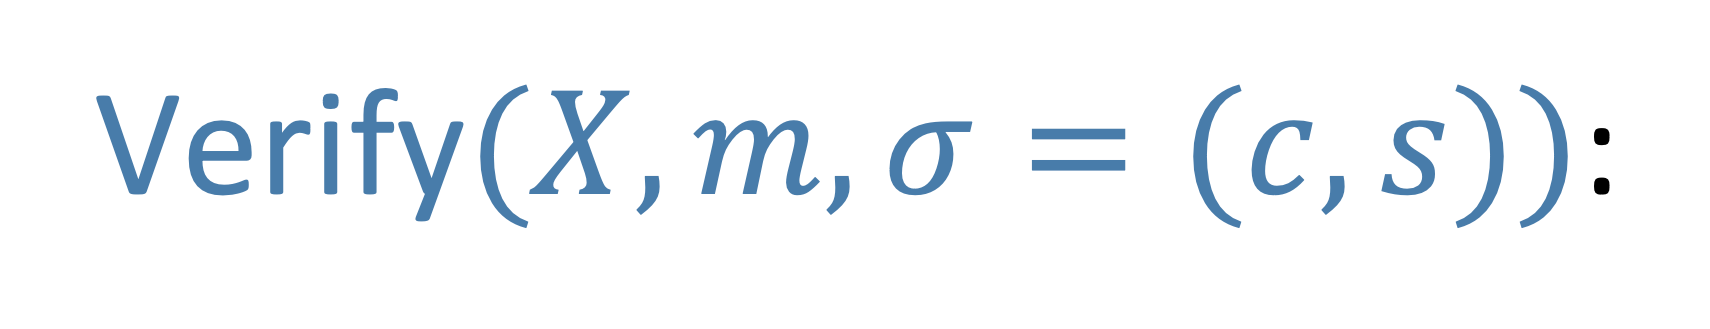 Verify(X, m, σ = (c, s)):